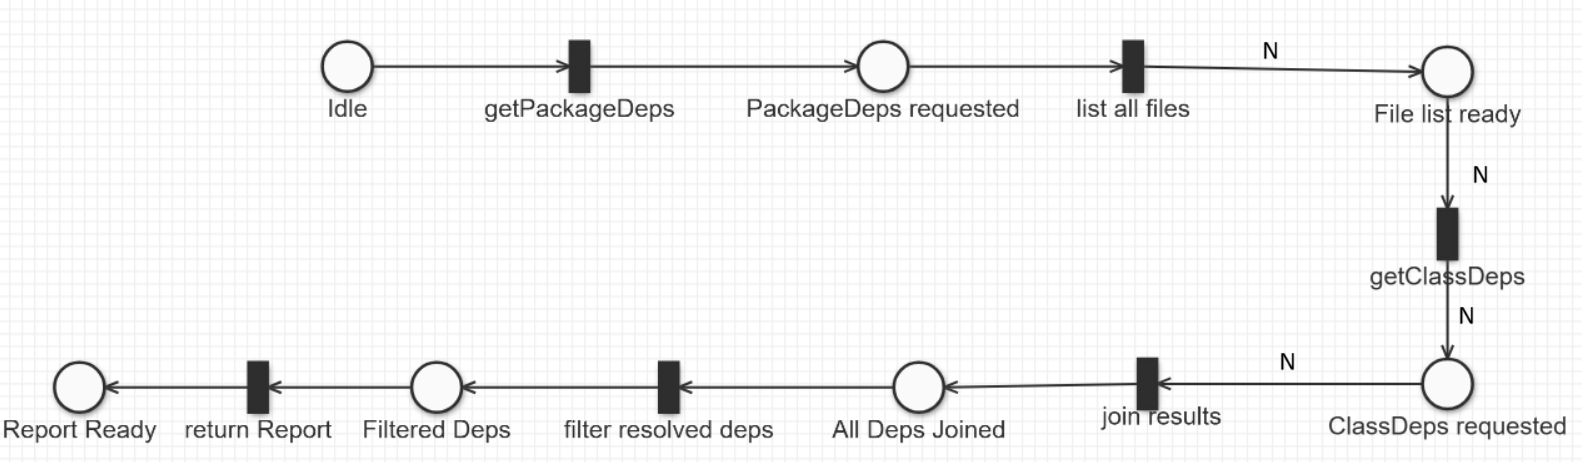 N
Idle
getPackageDeps
PackageDeps requested
list all files
File list ready
N
getClassDeps
N
N
join results
ClassDeps requested
Report Ready
return Report
Filtered Deps
filter resolved deps
All Deps Joined